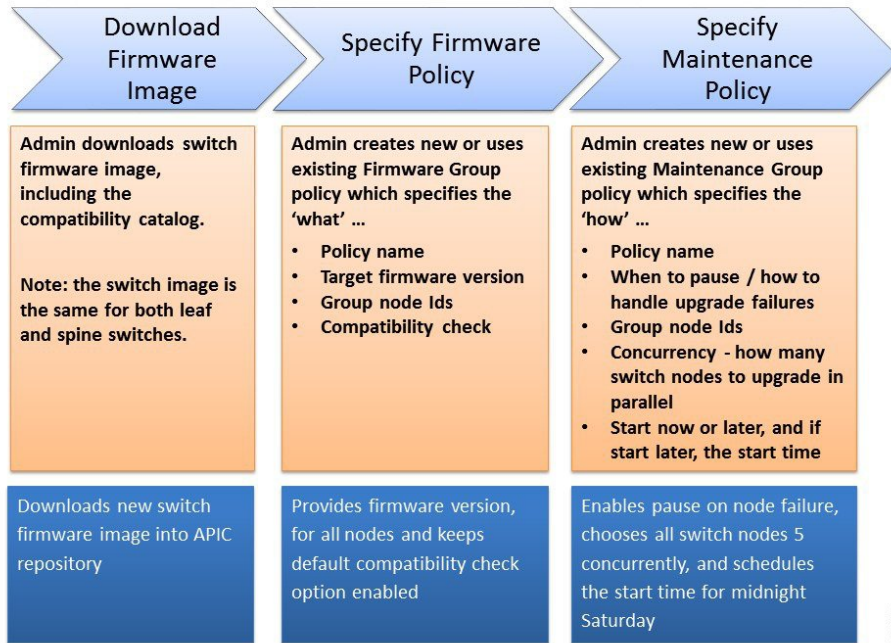 Download
Firmware
Image
Specify Firmware
Policy
Specify
Maintenance
Policy
Admin downloads switch
firmware image,
including the
compatibility catalog.
Note: the switch image is
the same for both leaf
and spine switches.
Admin creates new or uses
existing Firmware Group
policy which specifies the
‘what’ …
• Policy name
• Target firmware version
• Group node Ids
• Compatibility check
Admin creates new or uses
existing Maintenance Group
policy which specifies the
‘how’ …
• Policy name
• When to pause / how to
handle upgrade failures
• Group node Ids
• Concurrency - how many
switch nodes to upgrade in
parallel
• Start now or later, and if
start later, the start time
Downloads new switch
firmware image into APIC
repository
Provides firmware version,
for all nodes and keeps
default compatibility check
option enabled
Enables pause on node failure,
chooses all switch nodes 5
concurrently, and schedules
the start time for midnight
Saturday